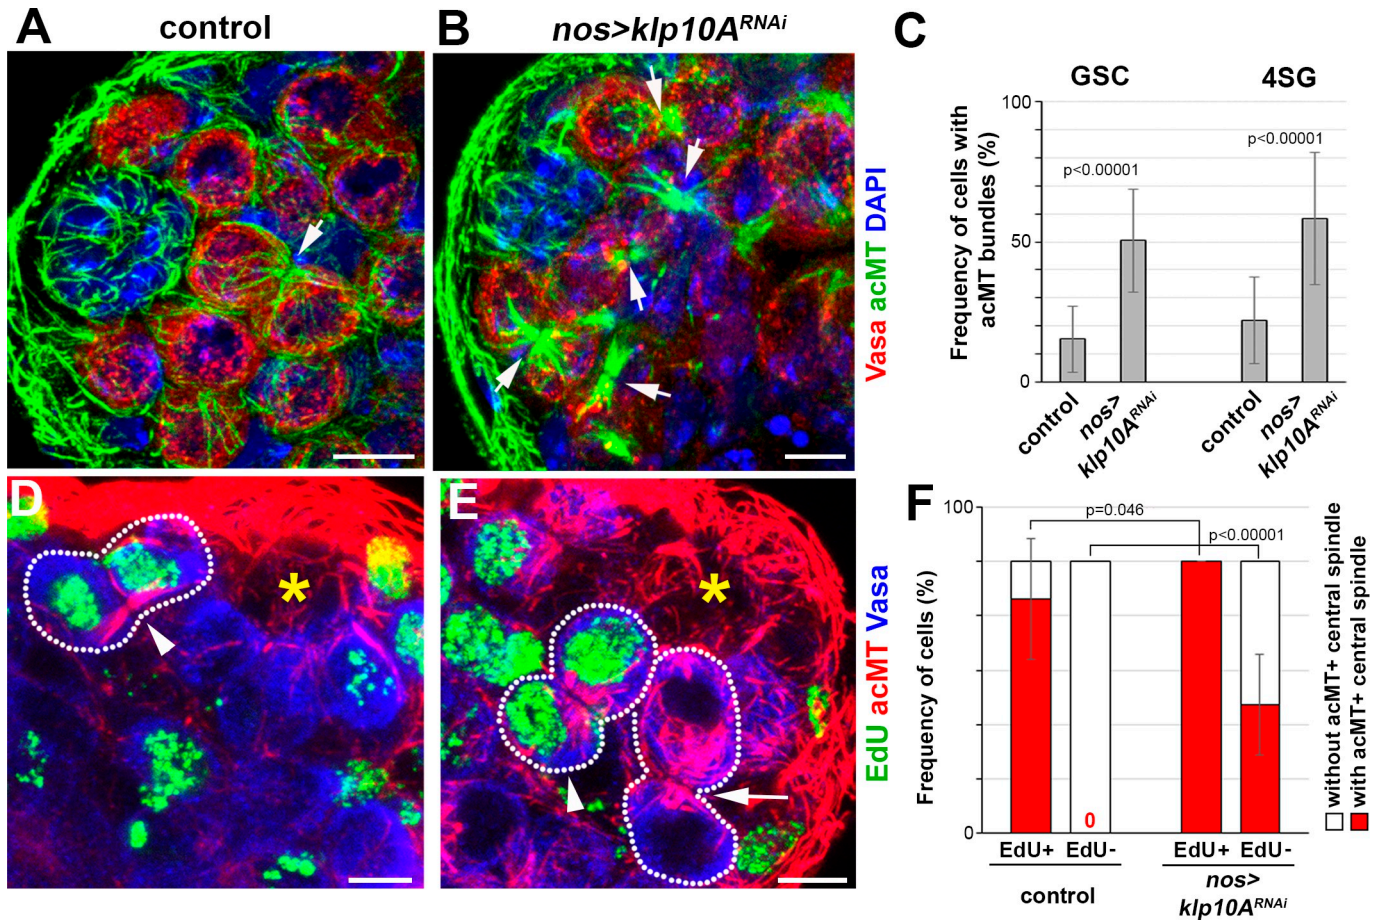 A
control
B
nos>klp10A^RNAi
Vasa acMT DAPI
C
GSC
4SG
Frequency of cells with
acMT bundles (%)
100
50
0
p<0.00001
p<0.00001
control
nos>
klp10A^RNAi
control
nos>
klp10A^RNAi
D
*
E
*
EdU acMT Vasa
F
Frequency of cells (%)
100
0
p=0.046
p<0.00001
0
EdU+
EdU-
EdU+
EdU-
control
nos>
klp10A^RNAi
without acMT+ central spindle
with acMT+ central spindle